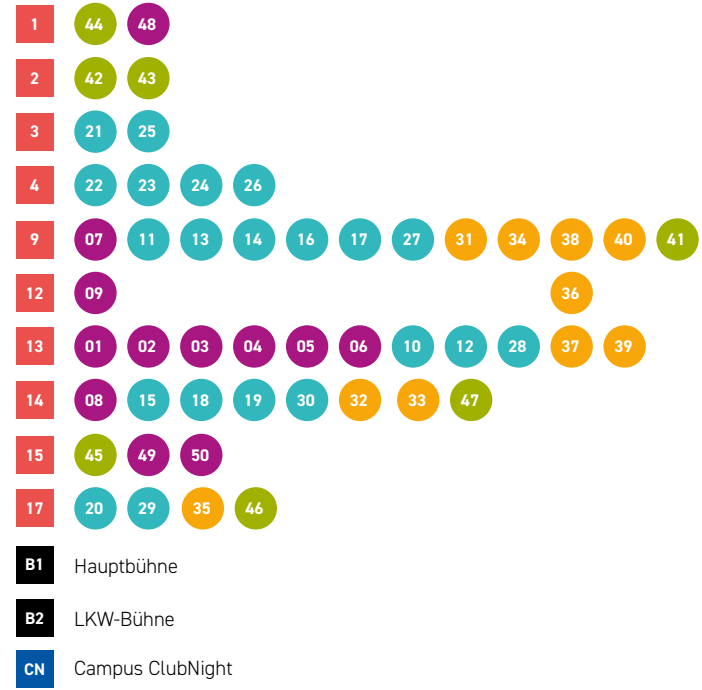 1 44 48
2 42 43
3 21 25
4 22 23 24 26
9 07 11 13 14 16 17 27 31 34 38 40 41
12 09 36
13 01 02 03 04 05 06 10 12 28 37 39
14 08 15 18 19 30 32 33 47
15 45 49 50
17 20 29 35 46
B1 Hauptbühne
B2 LKW-Bühne
CN Campus ClubNight